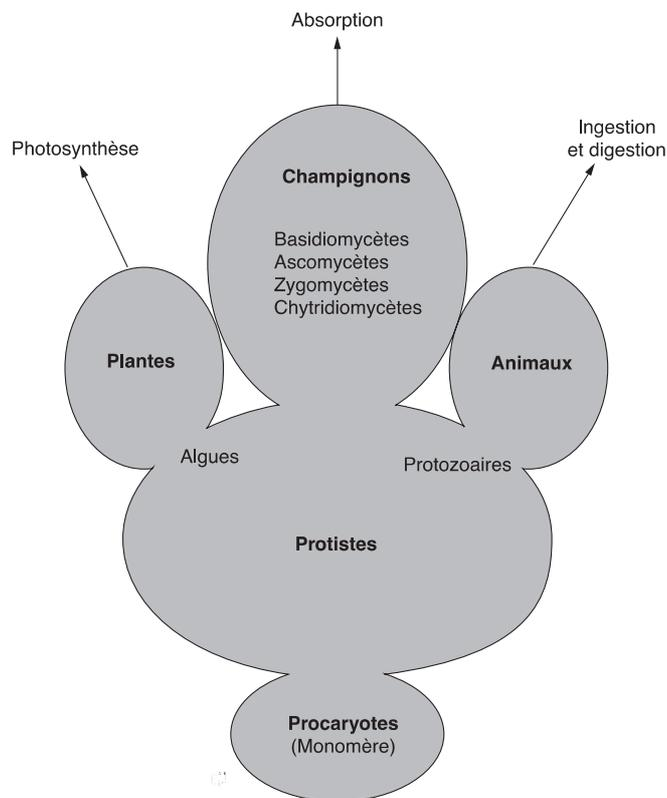 Absorption
Photosynthèse
Ingestion
et digestion
Champignons
Basidiomycètes
Ascomycètes
Zygomycètes
Chytridiomycètes
Plantes
Animaux
Algues
Protozoaires
Protistes
Procaryotes
(Monomère)